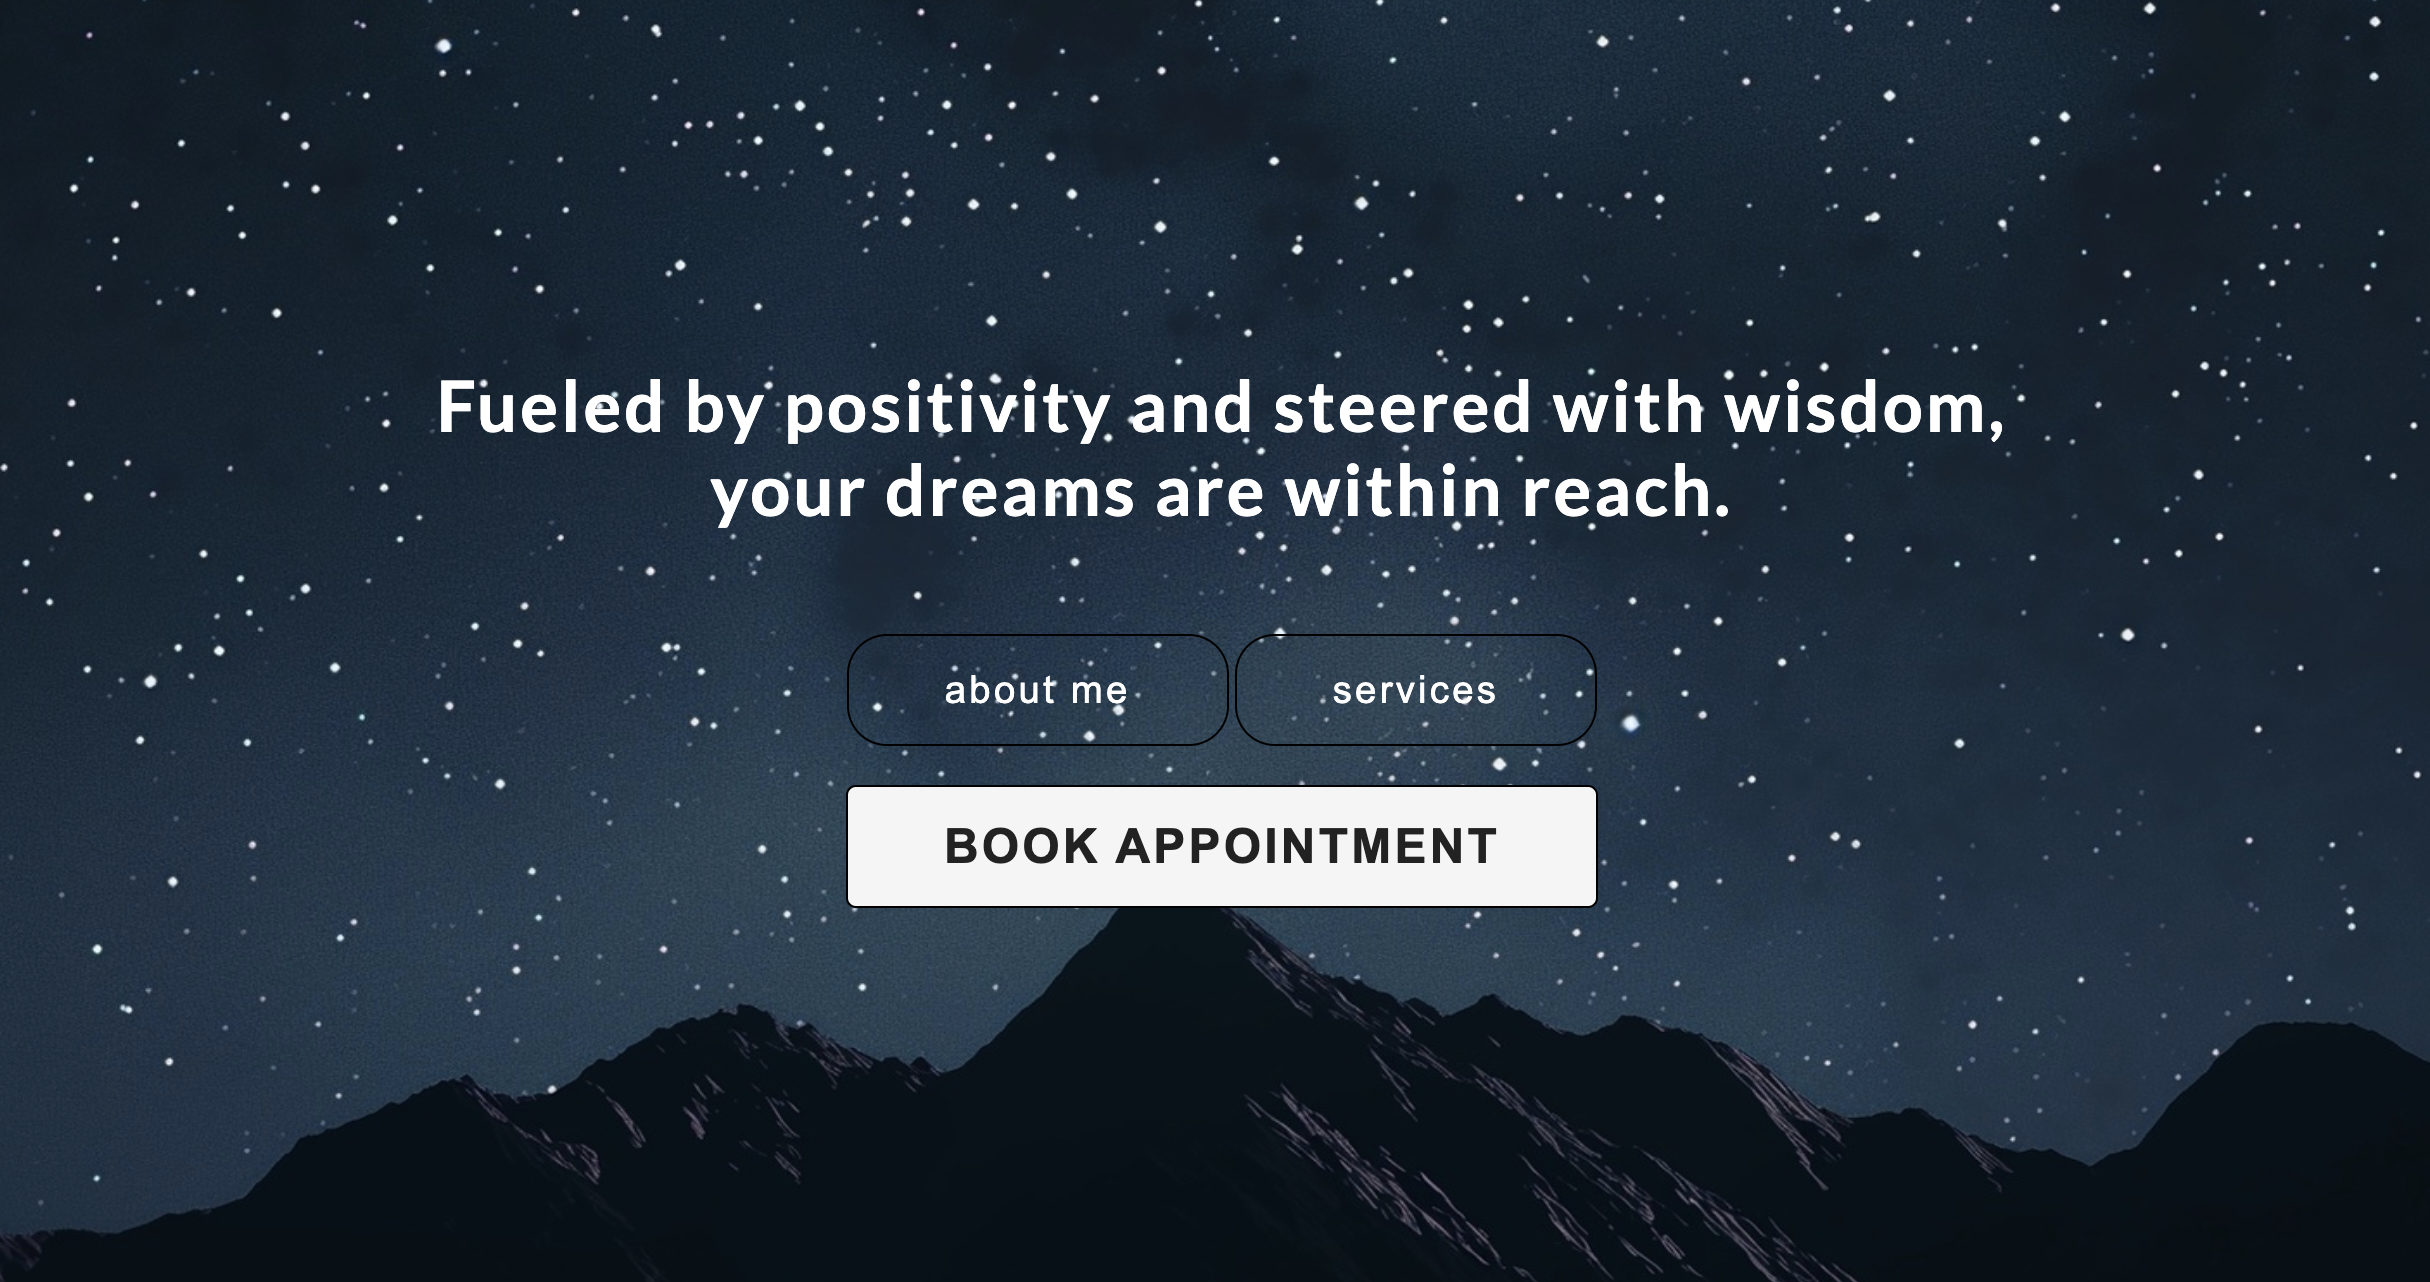 Fueled by positivity and steered with wisdom,
your dreams are within reach.
about me
services
BOOK APPOINTMENT